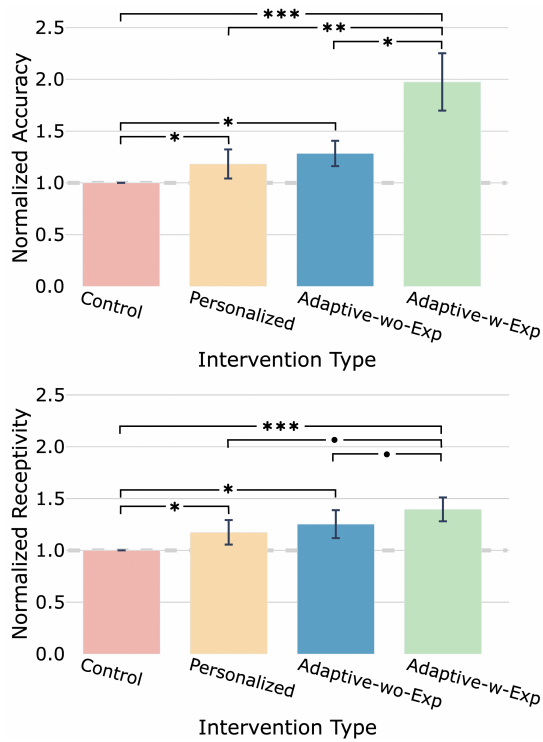 ***
2.5
**
*
2.0
*
1.5
*
1.0
0.5
0.0
Normalized Accuracy
Control
Personalized
Adaptive-wo-Exp
Adaptive-w-Exp
Intervention Type
2.5
***
2.0
•
•
*
1.5
*
1.0
0.5
0.0
Normalized Receptivity
Control
Personalized
Adaptive-wo-Exp
Adaptive-w-Exp
Intervention Type